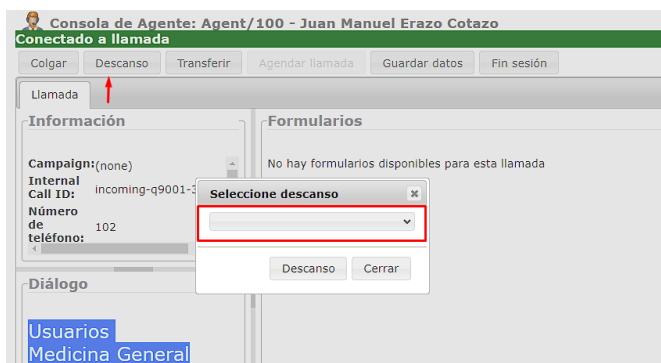 Consola de Agente: Agent/100 - Juan Manuel Erazo Cotazo
Conectado a llamada
Colgar Descanso Transferir Agendar llamada Guardar datos Fin sesión
Llamada
Información
Formularios
Campaign: (none)
No hay formularios disponibles para esta llamada
Internal
Call ID: incoming-q9001-3
Número
de
teléfono: 102
Seleccione descanso
Descanso Cerrar
Diálogo
Usuarios
Medicina General